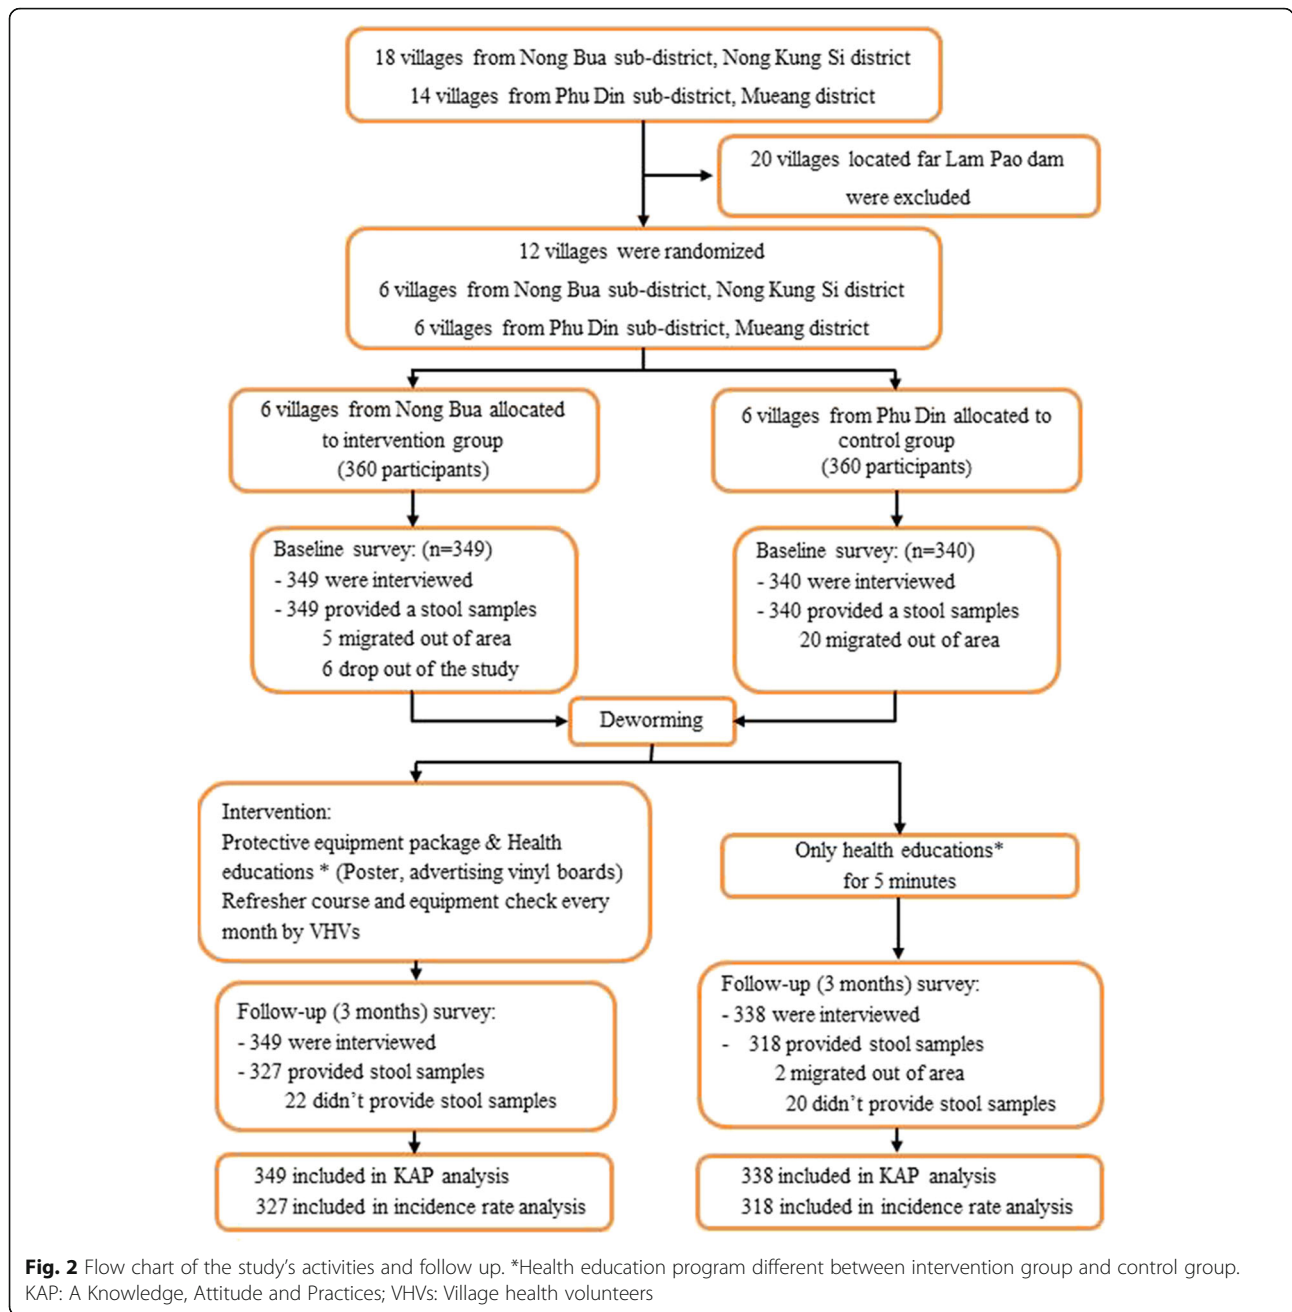 18 villages from Nong Bua sub-district, Nong Kung Si district
14 villages from Phu Din sub-district, Mueang district
20 villages located far Lam Pao dam
were excluded
12 villages were randomized
6 villages from Nong Bua sub-district, Nong Kung Si district
6 villages from Phu Din sub-district, Mueang district
6 villages from Nong Bua allocated
to intervention group
(360 participants)
6 villages from Phu Din allocated to
control group
(360 participants)
Baseline survey: (n=349)
- 349 were interviewed
- 349 provided a stool samples
5 migrated out of area
6 drop out of the study
Baseline survey: (n=340)
- 340 were interviewed
- 340 provided a stool samples
20 migrated out of area
Deworming
Intervention:
Protective equipment package & Health
educations * (Poster, advertising vinyl boards)
Refresher course and equipment check every
month by VHVs
Only health educations*
for 5 minutes
Follow-up (3 months) survey:
- 349 were interviewed
- 327 provided stool samples
22 didn't provide stool samples
Follow-up (3 months) survey:
- 338 were interviewed
- 318 provided stool samples
2 migrated out of area
20 didn't provide stool samples
349 included in KAP analysis
327 included in incidence rate analysis
338 included in KAP analysis
318 included in incidence rate analysis
Fig. 2 Flow chart of the study's activities and follow up. *Health education program different between intervention group and control group.
KAP: A Knowledge, Attitude and Practices; VHVs: Village health volunteers